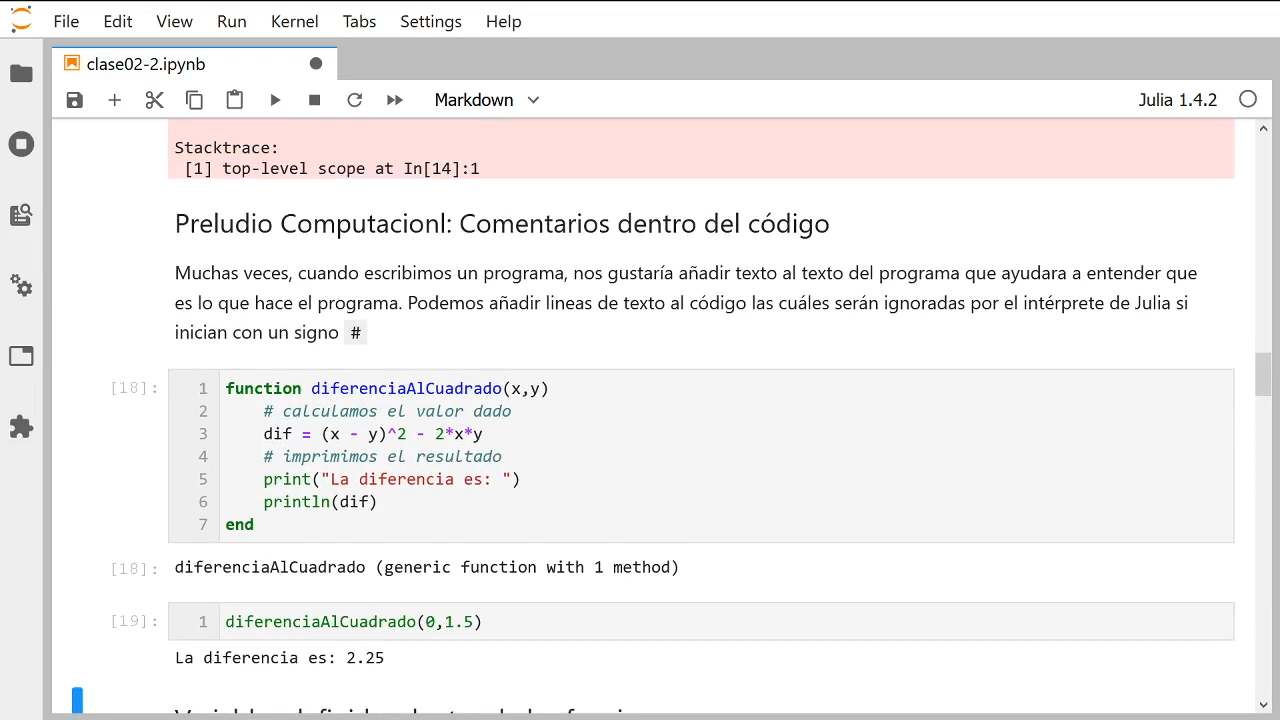 File Edit View Run Kernel Tabs Settings Help
clase02-2.ipynb
Markdown Julia 1.4.2
Stacktrace:
[1] top-level scope at In[14]:1
Preludio Computacionl: Comentarios dentro del código
Muchas veces, cuando escribimos un programa, nos gustaría añadir texto al texto del programa que ayudara a entender que
es lo que hace el programa. Podemos añadir lineas de texto al código las cuáles serán ignoradas por el intérprete de Julia si
inician con un signo #
[18]: 1 function diferenciaAlCuadrado(x,y)
2 # calculamos el valor dado
3 dif = (x - y)^2 - 2*x*y
4 # imprimimos el resultado
5 print("La diferencia es: ")
6 println(dif)
7 end
[18]: diferenciaAlCuadrado (generic function with 1 method)
[19]: 1 diferenciaAlCuadrado(0,1.5)
La diferencia es: 2.25